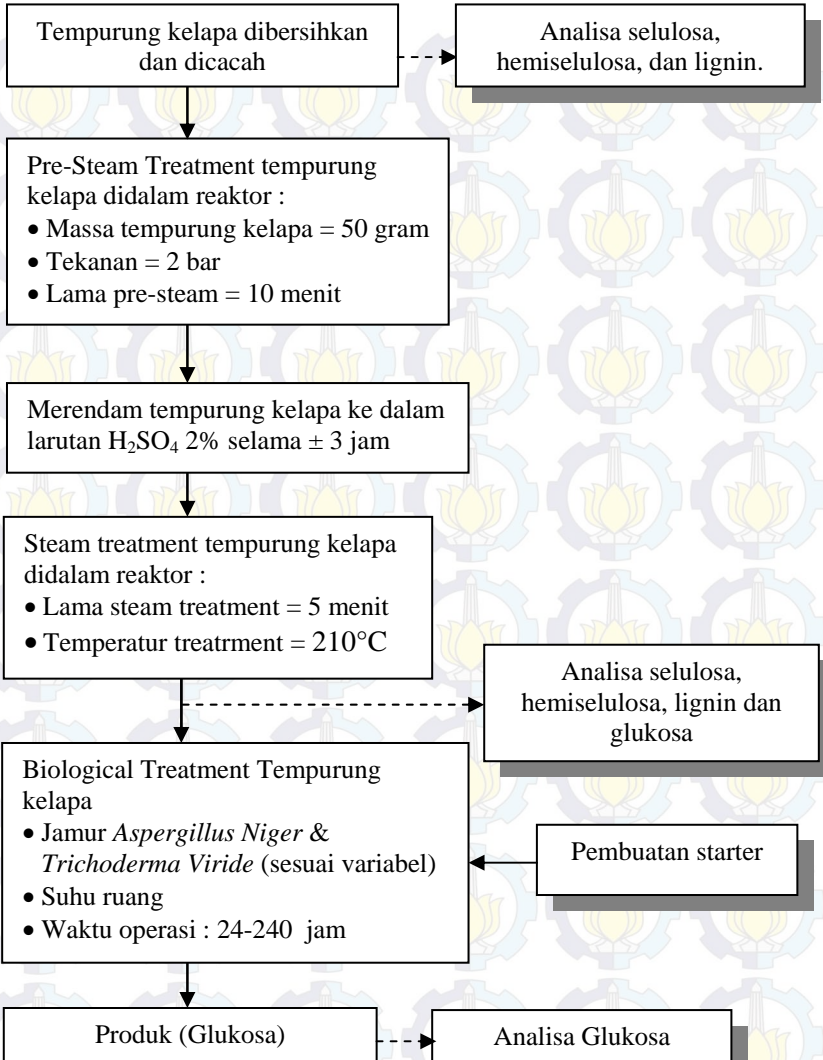 Tempurung kelapa dibersihkan
dan dicacah
Analisa selulosa,
hemiselulosa, dan lignin.
Pre-Steam Treatment tempurung
kelapa didalam reaktor :
• Massa tempurung kelapa = 50 gram
• Tekanan = 2 bar
• Lama pre-steam = 10 menit
Merendam tempurung kelapa ke dalam
larutan H₂SO₄ 2% selama ± 3 jam
Steam treatment tempurung kelapa
didalam reaktor :
• Lama steam treatment = 5 menit
• Temperatur treatrment = 210°C
Analisa selulosa,
hemiselulosa, lignin dan
glukosa
Biological Treatment Tempurung
kelapa
• Jamur Aspergillus Niger &
Trichoderma Viride (sesuai variabel)
• Suhu ruang
• Waktu operasi : 24-240 jam
Pembuatan starter
Produk (Glukosa)
Analisa Glukosa